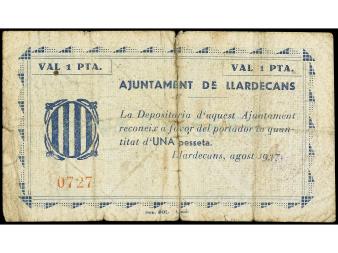 VAL 1 PTA. VAL 1 PTA.
AJUNTAMENT DE LLARDECANS
La Depositaria d'aquest Ajuntament
reconeix a favor del portador la quan-
titat d'UNA pesseta.
Llardecans, agost 1937.
0727